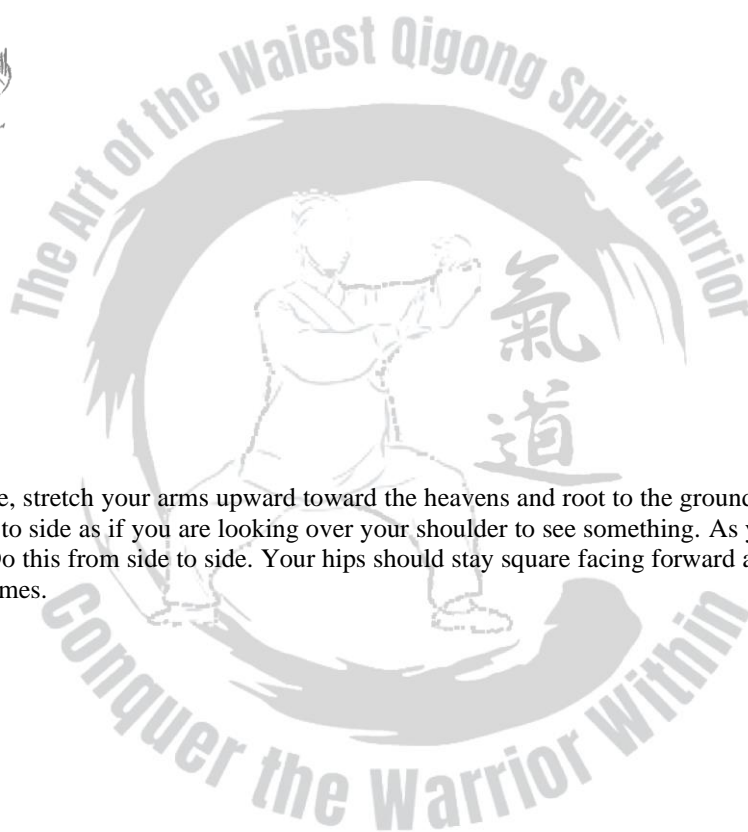 The Art of the Waiest Qigong Spirit Warrior
氣
道
e, stretch your arms upward toward the heavens and root to the ground
to side as if you are looking over your shoulder to see something. As y
o this from side to side. Your hips should stay square facing forward a
mes.
Conquer the Warrior Within